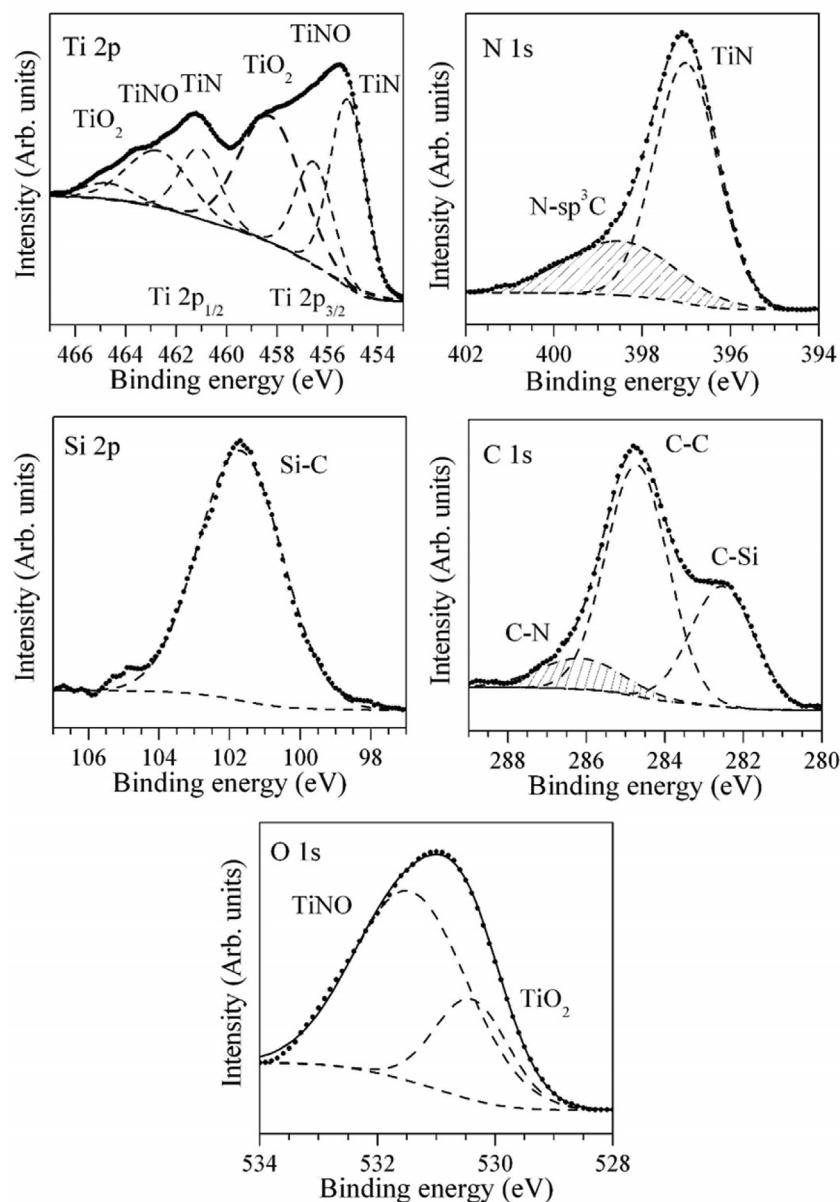 Ti 2p
TiNO
TiO2
TiN
TiNO
TiN
TiO2
Ti 2p1/2
Ti 2p3/2
466 464 462 460 458 456 454
Binding energy (eV)
Intensity (Arb. units)
N 1s
TiN
N-sp³C
402 400 398 396 394
Binding energy (eV)
Intensity (Arb. units)
Si 2p
Si-C
106 104 102 100 98
Binding energy (eV)
Intensity (Arb. units)
C 1s
C-C
C-Si
C-N
288 286 284 282 280
Binding energy (eV)
Intensity (Arb. units)
O 1s
TiNO
TiO2
534 532 530 528
Binding energy (eV)
Intensity (Arb. units)